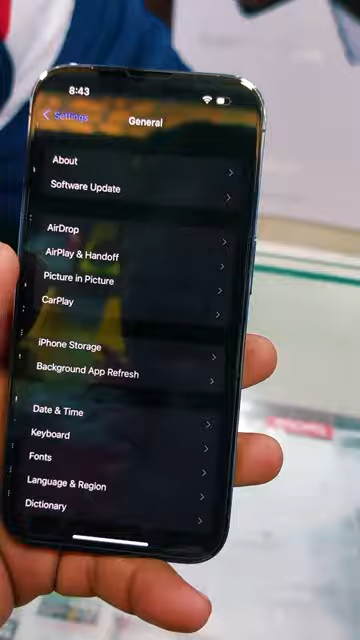 8:43
Settings
General
About
Software Update
AirDrop
AirPlay & Handoff
Picture in Picture
CarPlay
iPhone Storage
Background App Refresh
Date & Time
Keyboard
Fonts
Language & Region
Dictionary